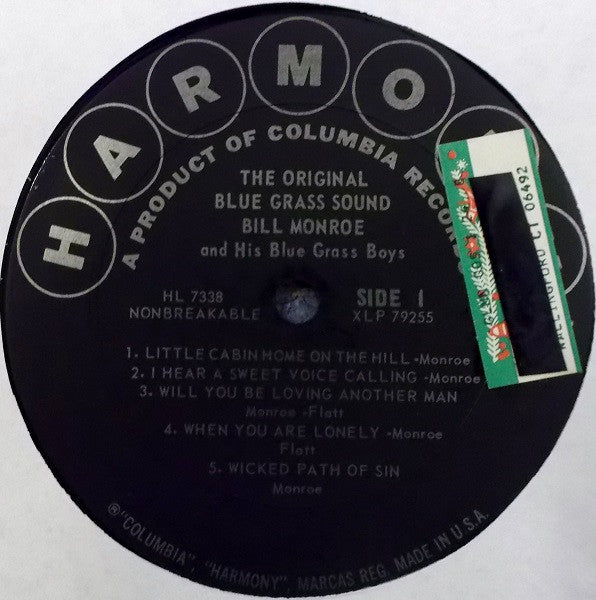 HARMO
A PRODUCT OF COLUMBIA RECOR
THE ORIGINAL
BLUE GRASS SOUND
BILL MONROE
and His Blue Grass Boys
HL 7338
NONBREAKABLE
SIDE 1
XLP 79255
1. LITTLE CABIN HOME ON THE HILL -Monroe
2. I HEAR A SWEET VOICE CALLING -Monroe
3. WILL YOU BE LOVING ANOTHER MAN
Monroe -Flatt
4. WHEN YOU ARE LONELY -Monroe
Flatt
5. WICKED PATH OF SIN
Monroe
® "COLUMBIA", "HARMONY", MARCAS REG. MADE IN U.S.A.
WALLINGFORD CT 06492